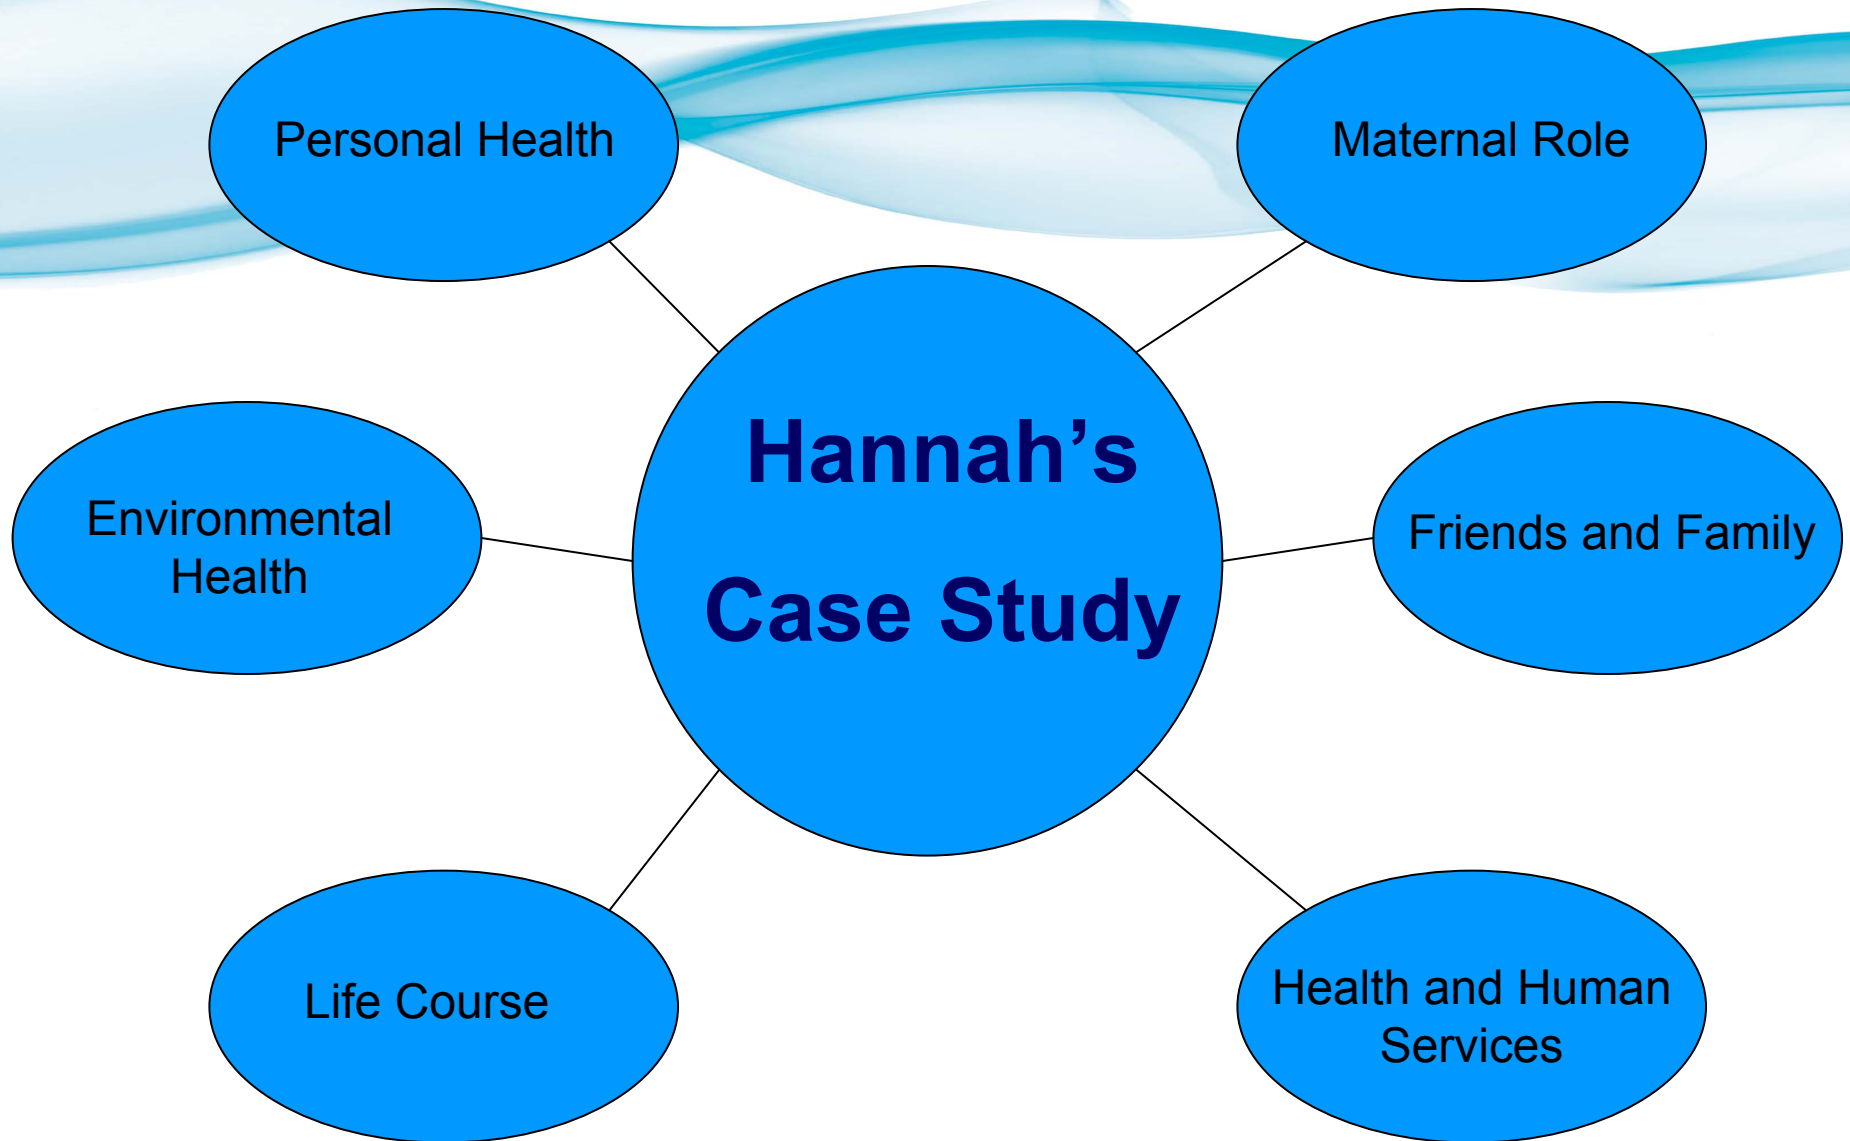 Personal Health
Maternal Role
Hannah’s
Case Study
Environmental
Health
Friends and Family
Life Course
Health and Human
Services